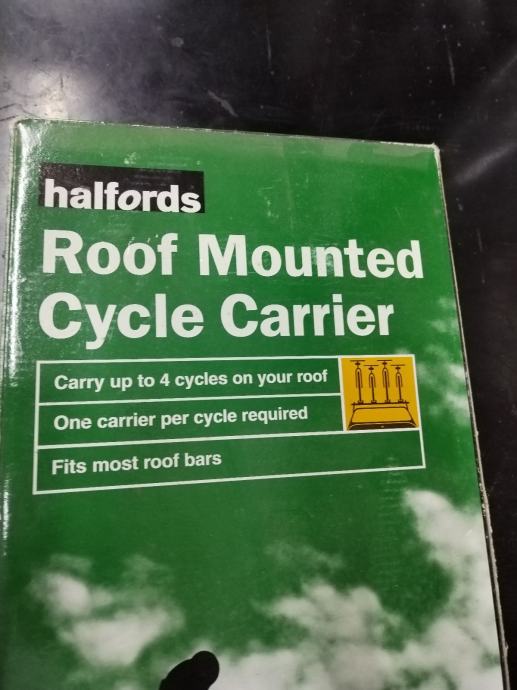 halfords
Roof Mounted
Cycle Carrier
Carry up to 4 cycles on your roof
One carrier per cycle required
Fits most roof bars